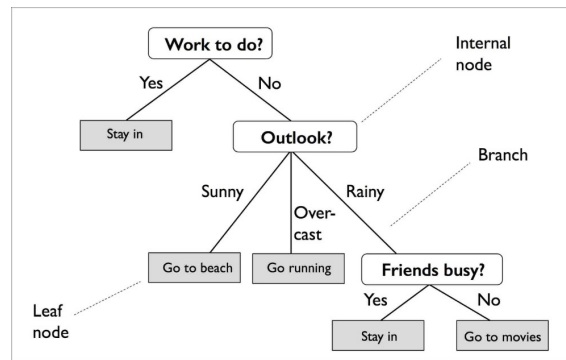 Work to do?
Internal
node
Yes
No
Stay in
Outlook?
Branch
Sunny
Over-
cast
Rainy
Go to beach
Go running
Friends busy?
Leaf
node
Yes
No
Stay in
Go to movies